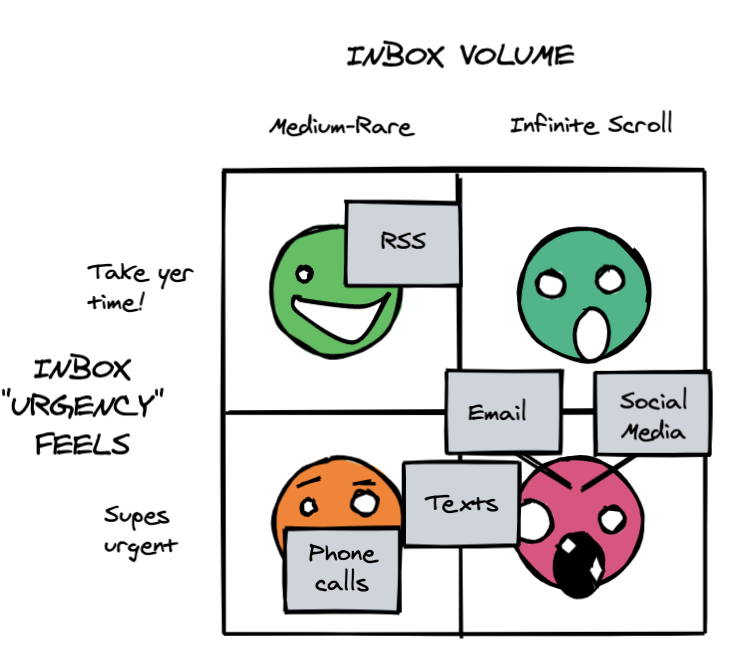 INBOX VOLUME
Medium-Rare
Infinite Scroll
Take yer
time!
RSS
INBOX
"URGENCY"
FEELS
Email
Social
Media
Supes
urgent
Texts
Phone
calls